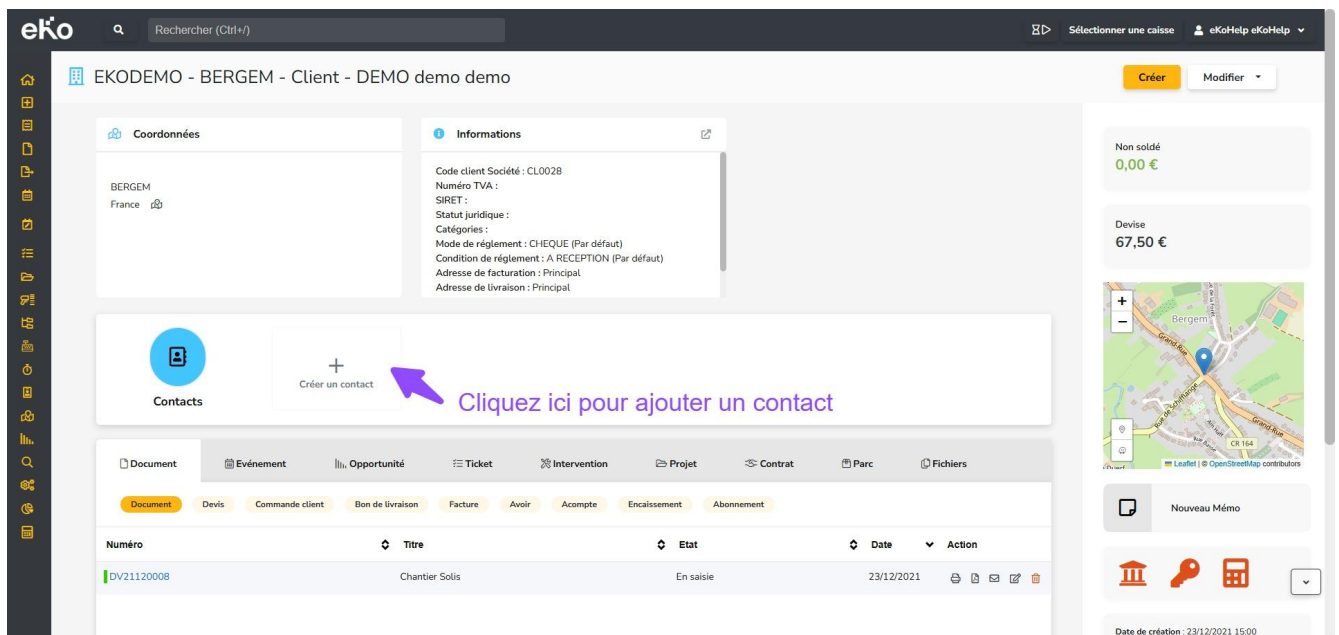 eko
Rechercher (Ctrl+/)
Sélectionner une caisse
eKoHelp eKoHelp
EKODEMO - BERGEM - Client - DEMO demo demo
Créer
Modifier
Coordonnées
BERGEM
France
Informations
Code client Société : CL0028
Numéro TVA :
SIRET :
Statut juridique :
Catégories :
Mode de réglement : CHEQUE (Par défaut)
Condition de réglement : A RECEPTION (Par défaut)
Adresse de facturation : Principal
Adresse de livraison : Principal
Non soldé
0,00 €
Devise
67,50 €
Contacts
+
Créer un contact
Cliquez ici pour ajouter un contact
+
−
Bergem
Grand-Rue
Rue de Schifflange
Grand-Rue
CR 164
Leaflet | © OpenStreetMap contributors
Document
Evénement
Opportunité
Ticket
Intervention
Projet
Contrat
Parc
Fichiers
Document
Devis
Commande client
Bon de livraison
Facture
Avoir
Acompte
Encaissement
Abonnement
Numéro
Titre
Etat
Date
Action
DV21120008
Chantier Solis
En saisie
23/12/2021
Nouveau Mémo
Date de création : 23/12/2021 15:00